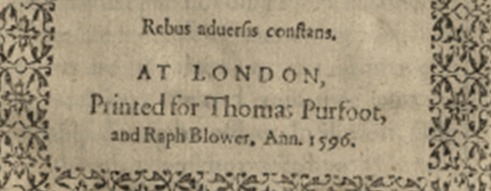 Rebus aduerſis conſtans.
AT LONDON,
Printed for Thomas Purfoot,
and Raph Blower. Ann. 1596.